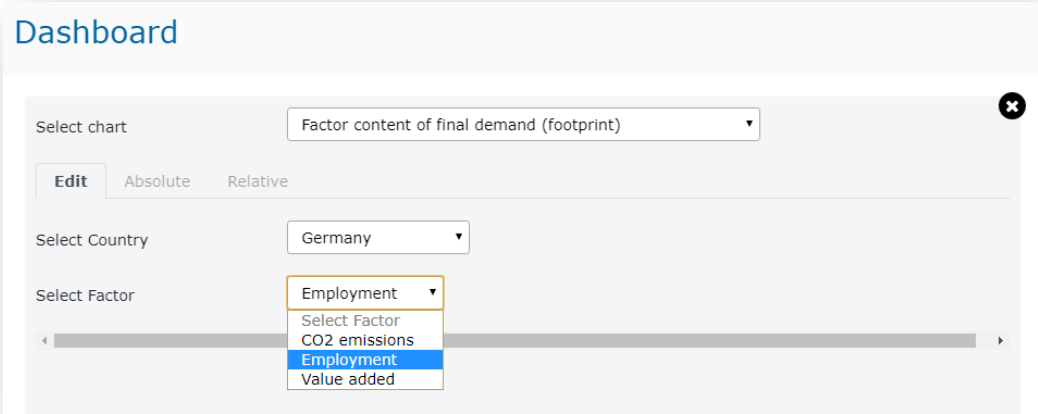 Dashboard
Select chart
Factor content of final demand (footprint)
Edit
Absolute
Relative
Select Country
Germany
Select Factor
Employment
Select Factor
CO2 emissions
Employment
Value added